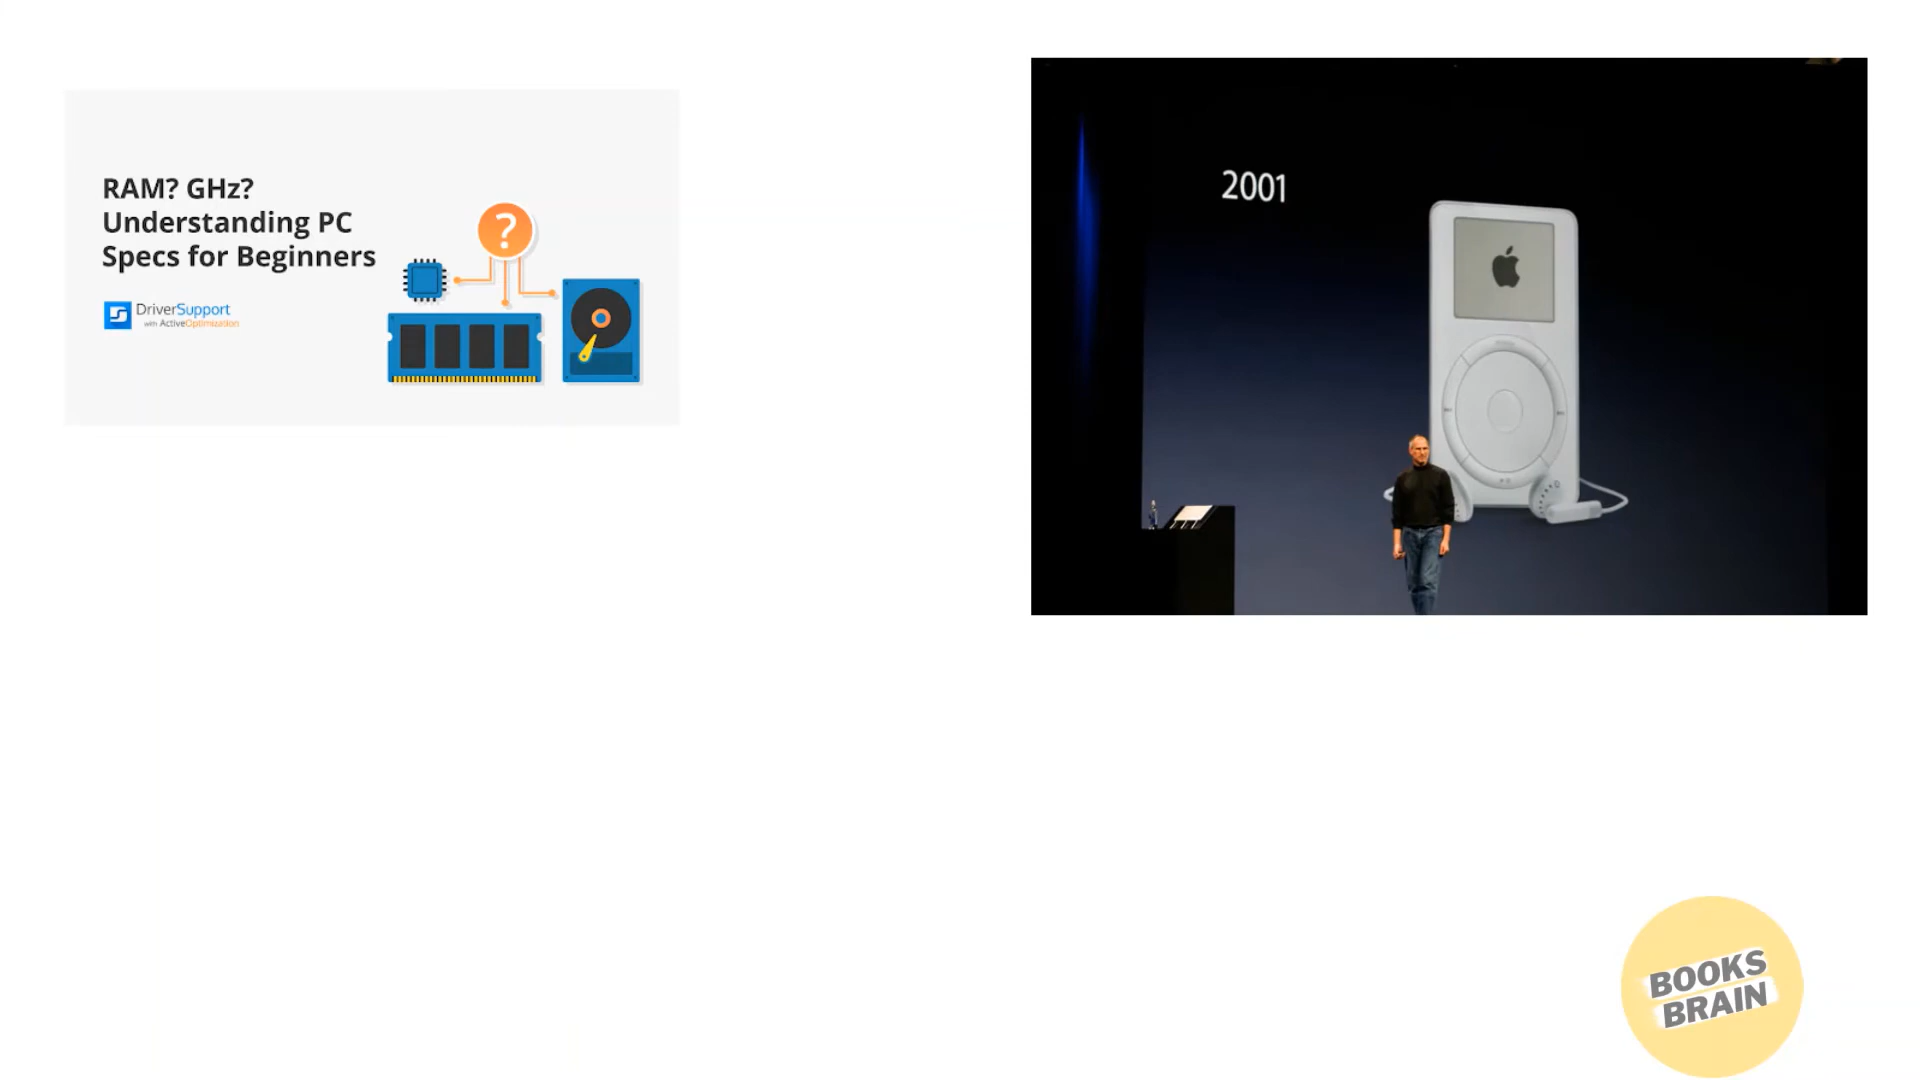 RAM? GHz?
Understanding PC
Specs for Beginners
DriverSupport
with ActiveOptimization
2001
BOOKS
BRAIN